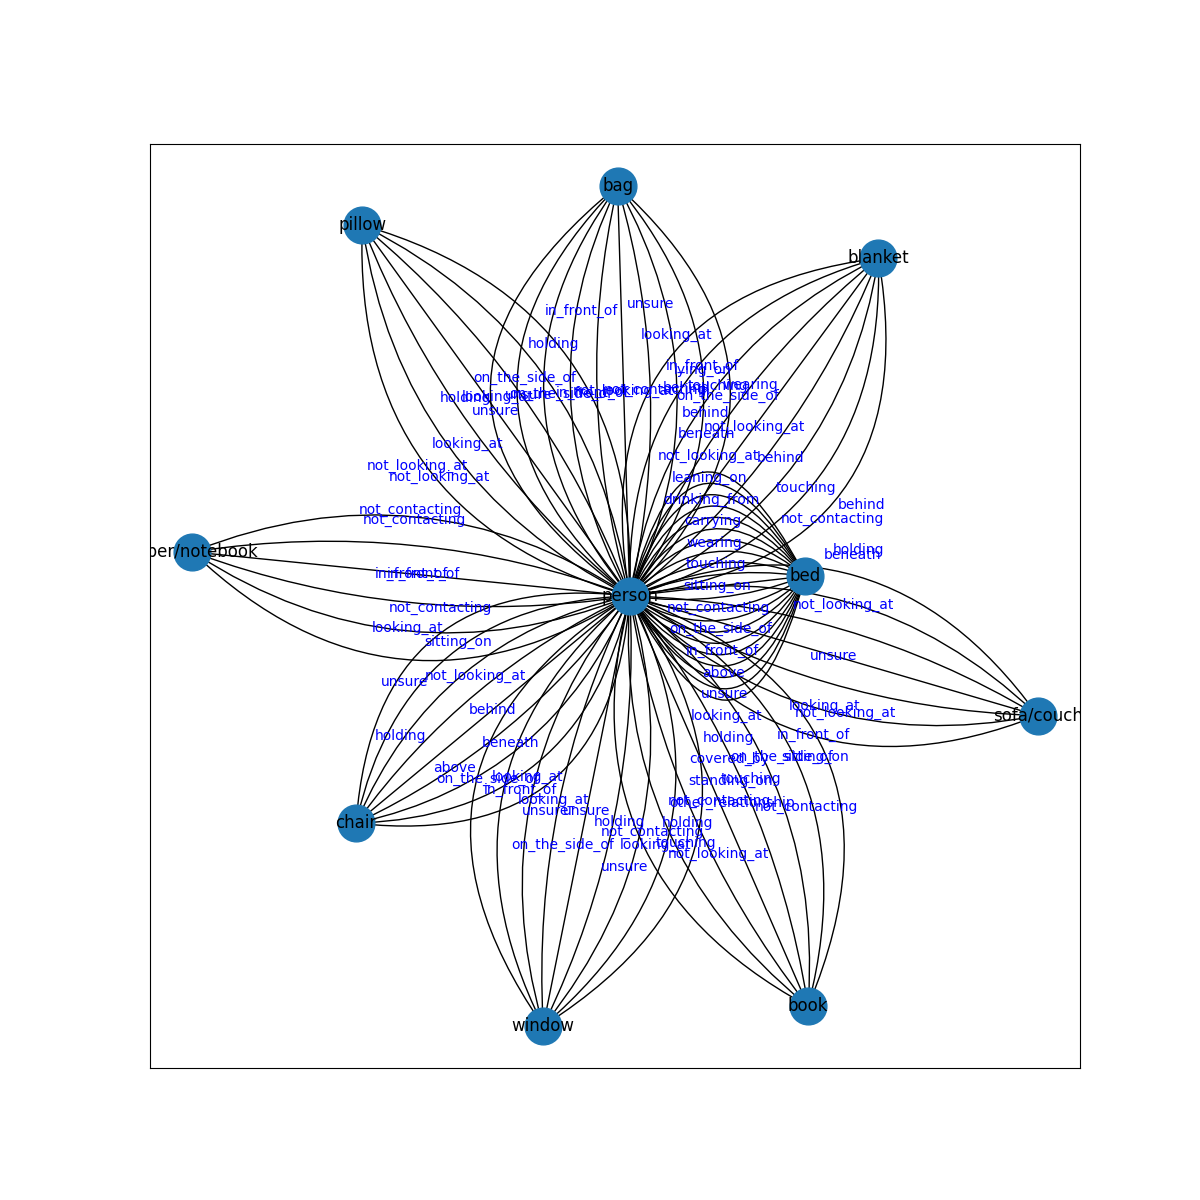 bag
pillow
blanket
unsure
in_front_of
looking_at
holding
in_front_of
lying_on
on_the_side_of
touching
wearing
on_the_side_of
holding
looking_at
unsure
behind
not_looking_at
beneath
looking_at
not_looking_at
behind
not_looking_at
not_looking_at
leaning_on
touching
drinking_from
behind
not_contacting
not_contacting
carrying
not_contacting
wearing
holding
per/notebook
beneath
touching
in_front_of
in_front_of
bed
sitting_on
person
not_contacting
not_contacting
not_looking_at
looking_at
on_the_side_of
sitting_on
in_front_of
unsure
not_looking_at
above
unsure
unsure
behind
looking_at
looking_at
not_looking_at
sofa/couch
holding
beneath
holding
in_front_of
covered_by
on_the_side_of
sitting_on
above
on_the_side_of
looking_at
standing_on
touching
in_front_of
looking_at
not_contacting
other_relationship
not_contacting
unsure
unsure
chair
holding
holding
not_contacting
on_the_side_of
looking_at
touching
not_looking_at
unsure
book
window